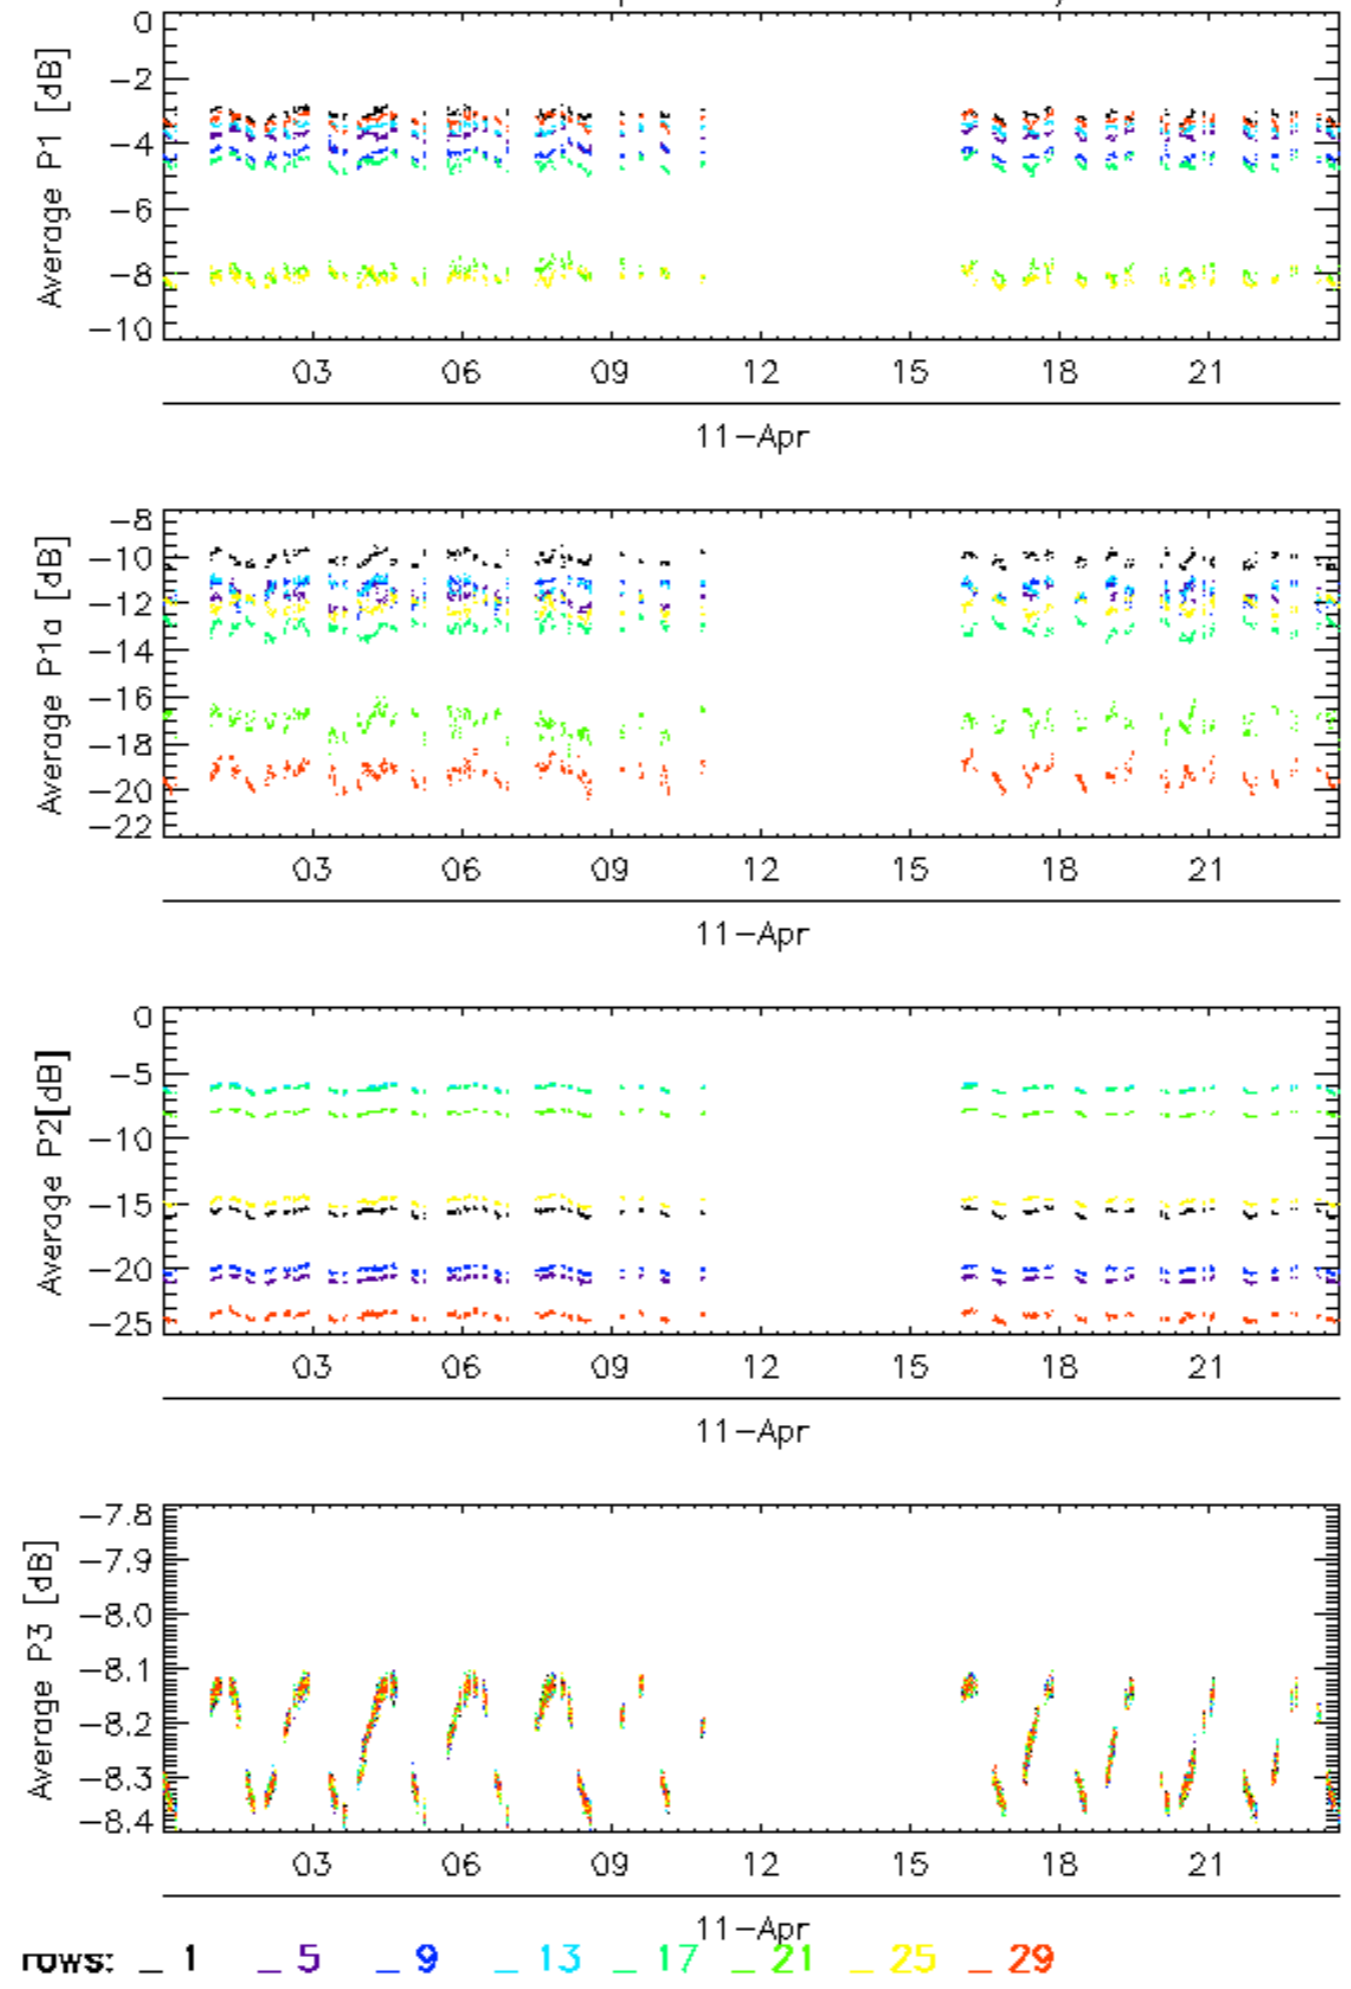 0
-2
-4
-6
-8
-10
Average P1 [dB]
03 06 09 12 15 18 21
11-Apr
-8
-10
-12
-14
-16
-18
-20
-22
Average P1a [dB]
03 06 09 12 15 18 21
11-Apr
0
-5
-10
-15
-20
-25
Average P2[dB]
03 06 09 12 15 18 21
11-Apr
-7.8
-7.9
-8.0
-8.1
-8.2
-8.3
-8.4
Average P3 [dB]
03 06 09 12 15 18 21
11-Apr
rows: _ 1 _ 5 _ 9 _ 13 _ 17 _ 21 _ 25 _ 29